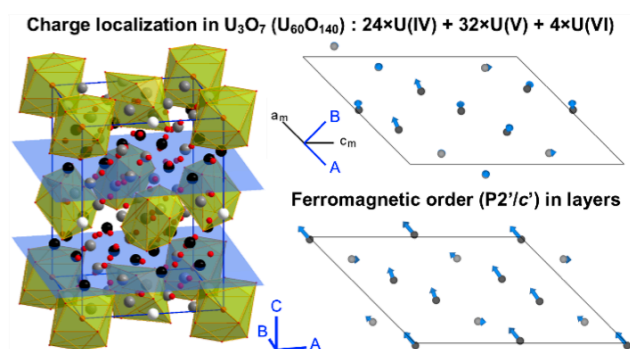 Charge localization in U₃O₇ (U₆₀O₁₄₀) : 24×U(IV) + 32×U(V) + 4×U(VI)
aₘ
B
cₘ
A
Ferromagnetic order (P2'/c') in layers
C
B
A